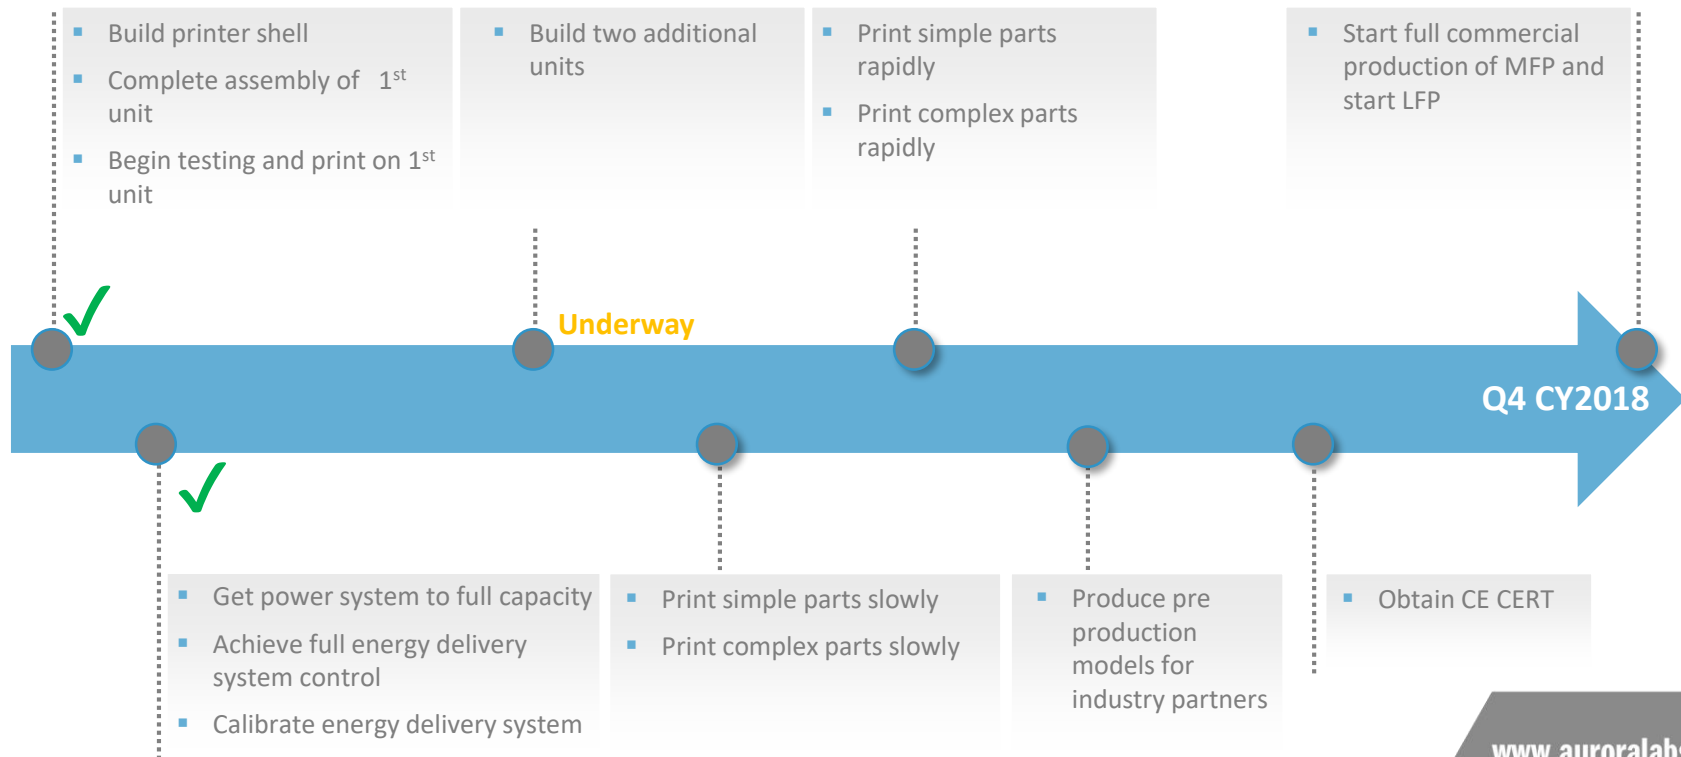 Build printer shell
Complete assembly of 1st
unit
Begin testing and print on 1st
unit
Build two additional
units
Print simple parts
rapidly
Print complex parts
rapidly
Start full commercial
production of MFP and
start LFP
Underway
Q4 CY2018
Get power system to full capacity
Achieve full energy delivery
system control
Calibrate energy delivery system
Print simple parts slowly
Print complex parts slowly
Produce pre
production
models for
industry partners
Obtain CE CERT
www.auroralabs